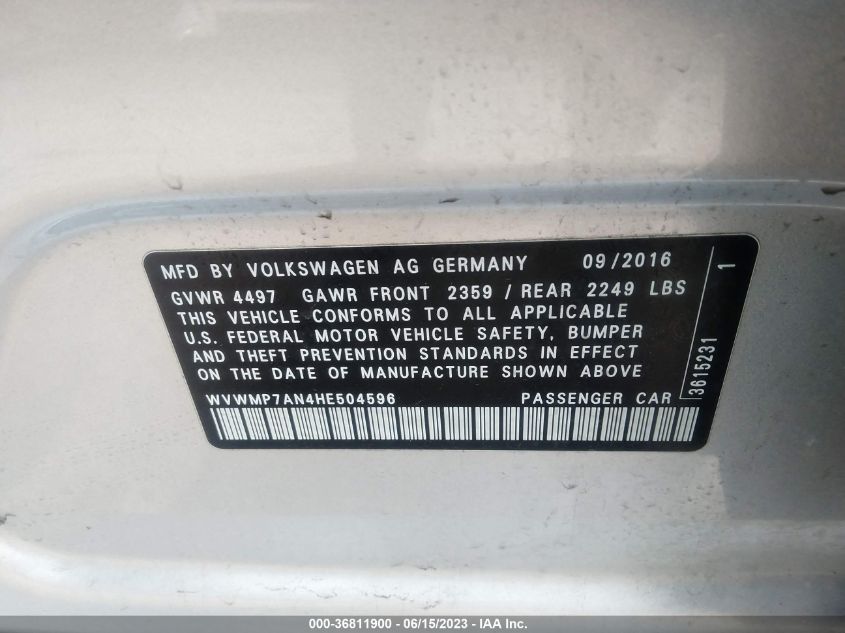 MFD BY VOLKSWAGEN AG GERMANY 09/2016
GVWR 4497 GAWR FRONT 2359 / REAR 2249 LBS
THIS VEHICLE CONFORMS TO ALL APPLICABLE
U.S. FEDERAL MOTOR VEHICLE SAFETY, BUMPER
AND THEFT PREVENTION STANDARDS IN EFFECT
ON THE DATE OF MANUFACTURE SHOWN ABOVE
WVWMP7AN4HE504596 PASSENGER CAR
3615231 1
000-36811900 - 06/15/2023 - IAA Inc.